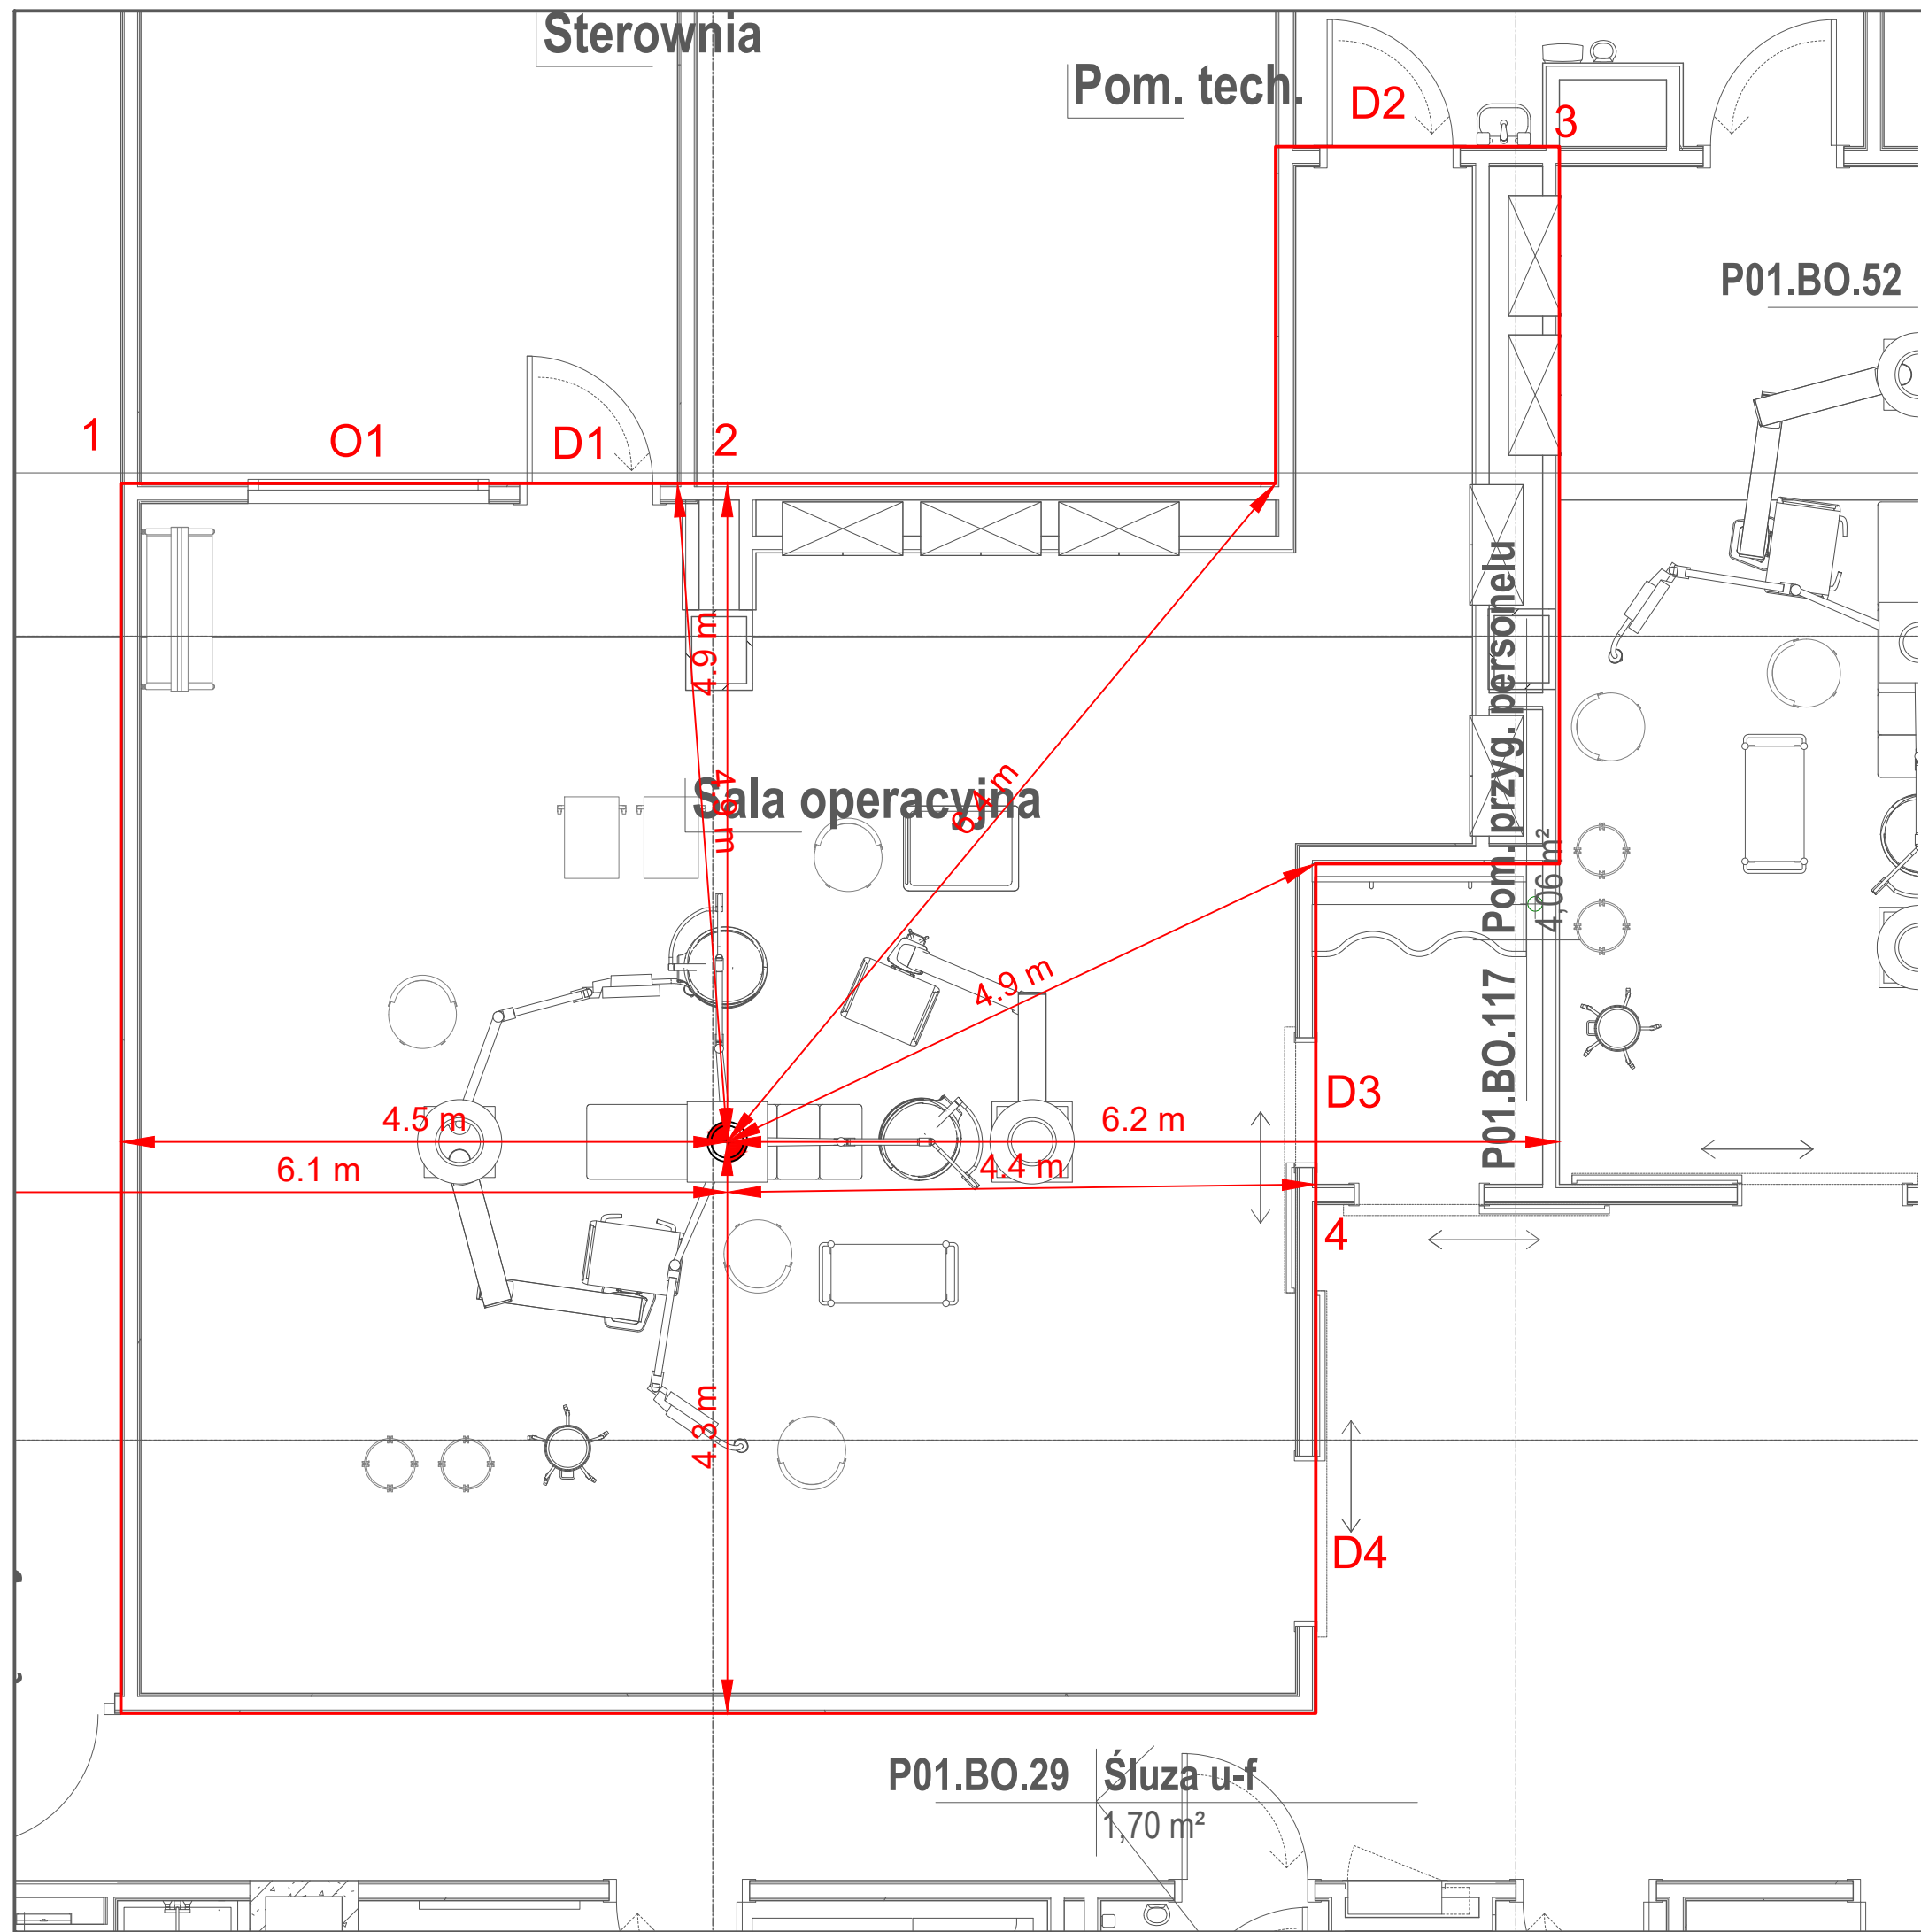 Sterownia
Pom. tech.
D2
3
P01.BO.52
1
O1
D1
2
4.9 m
4.9 m
Sala operacyjna
6.4 m
Pom. przyg. personelu
4,06 m²
P01.BO.117
4.9 m
D3
4.5 m
6.2 m
6.1 m
4.4 m
4
4.3 m
D4
P01.BO.29 Śluza u-f
1,70 m²